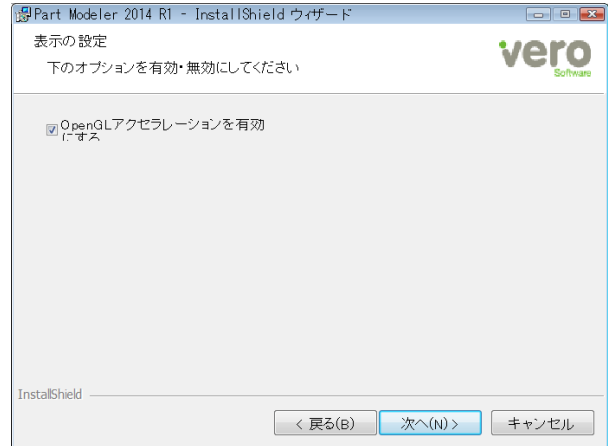 Part Modeler 2014 R1 - InstallShield ウィザード
表示の設定
下のオプションを有効・無効にしてください
vero
Software
OpenGLアクセラレーションを有効
にする
InstallShield
< 戻る(B)
次へ(N) >
キャンセル